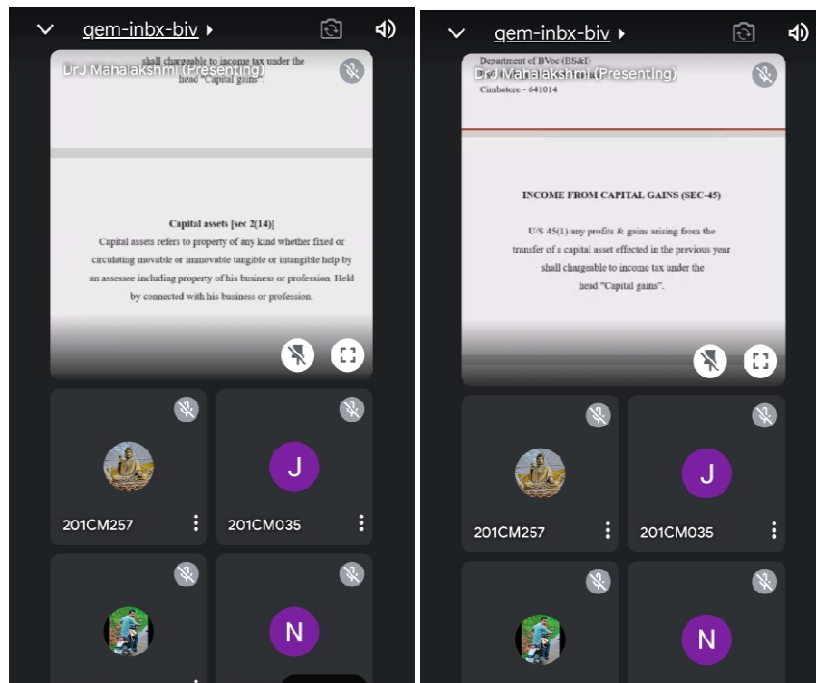 qem-inbx-biv
shall chargeable to income tax under the
DrJ Mahalakshmi (Presenting)
head "Capital gains".
Capital assets [sec 2(14)]
Capital assets refers to property of any kind whether fixed or
circulating movable or immovable tangible or intangible help by
an assessee including property of his business or profession. Held
by connected with his business or profession.
201CM257
201CM035
J
N
qem-inbx-biv
Department of BVoc (BS&I)
DrJ Mahalakshmi (Presenting)
Cimbatore - 641014
INCOME FROM CAPITAL GAINS (SEC-45)
U/S 45(1) any profits & gains arising from the
transfer of a capital asset effected in the previous year
shall chargeable to income tax under the
head "Capital gains".
J
201CM257
201CM035
N